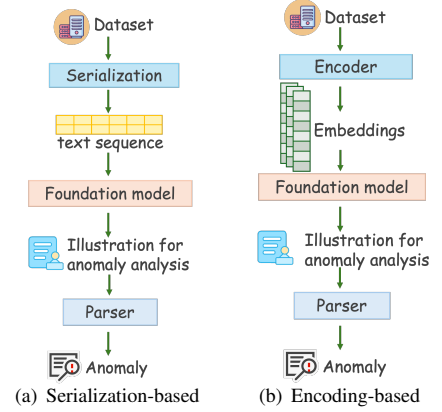 Dataset
Serialization
text sequence
Foundation model
Illustration for
anomaly analysis
Parser
Anomaly
(a) Serialization-based
Dataset
Encoder
Embeddings
Foundation model
Illustration for
anomaly analysis
Parser
Anomaly
(b) Encoding-based